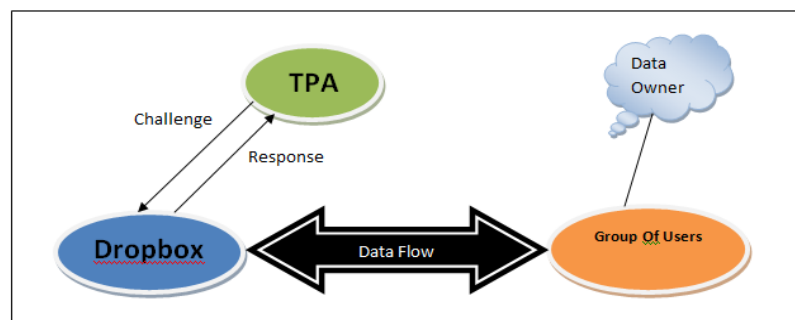 TPA
Data
Owner
Challenge
Response
Dropbox
Data Flow
Group Of Users